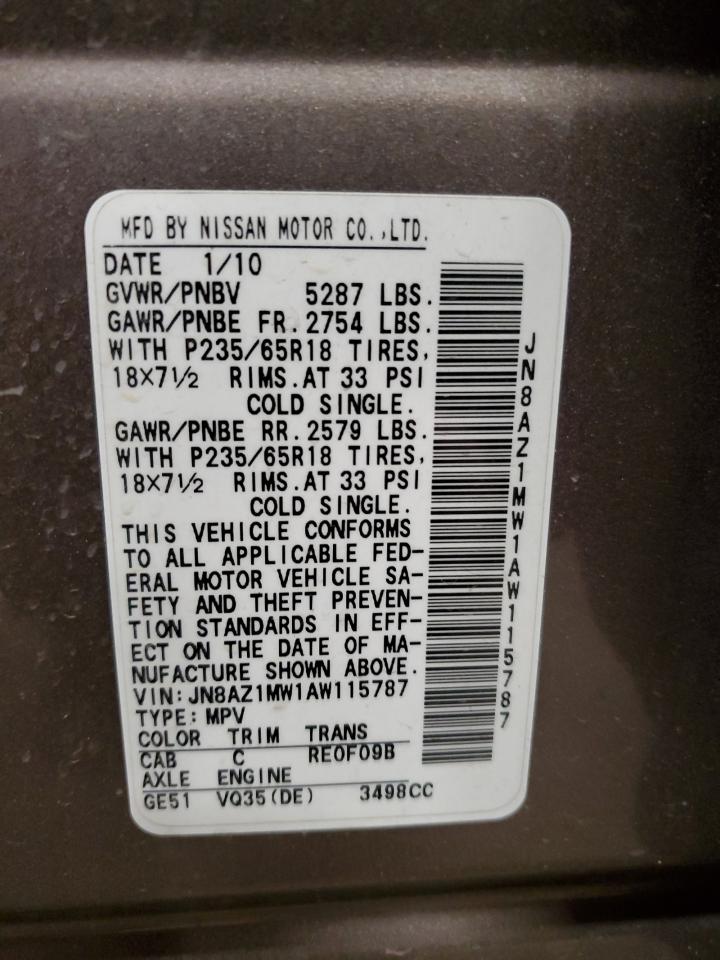 MFD BY NISSAN MOTOR CO.,LTD.
DATE 1/10
GVWR/PNBV 5287 LBS.
GAWR/PNBE FR. 2754 LBS.
WITH P235/65R18 TIRES,
18×7½ RIMS.AT 33 PSI
COLD SINGLE.
GAWR/PNBE RR. 2579 LBS.
WITH P235/65R18 TIRES,
18×7½ RIMS.AT 33 PSI
COLD SINGLE.
THIS VEHICLE CONFORMS
TO ALL APPLICABLE FED-
ERAL MOTOR VEHICLE SA-
FETY AND THEFT PREVEN-
TION STANDARDS IN EFF-
ECT ON THE DATE OF MA-
NUFACTURE SHOWN ABOVE.
VIN:JN8AZ1MW1AW115787
TYPE:MPV
COLOR TRIM TRANS
CAB C RE0F09B
AXLE ENGINE
GE51 VQ35(DE) 3498CC
JN8AZ1MW1AW115787